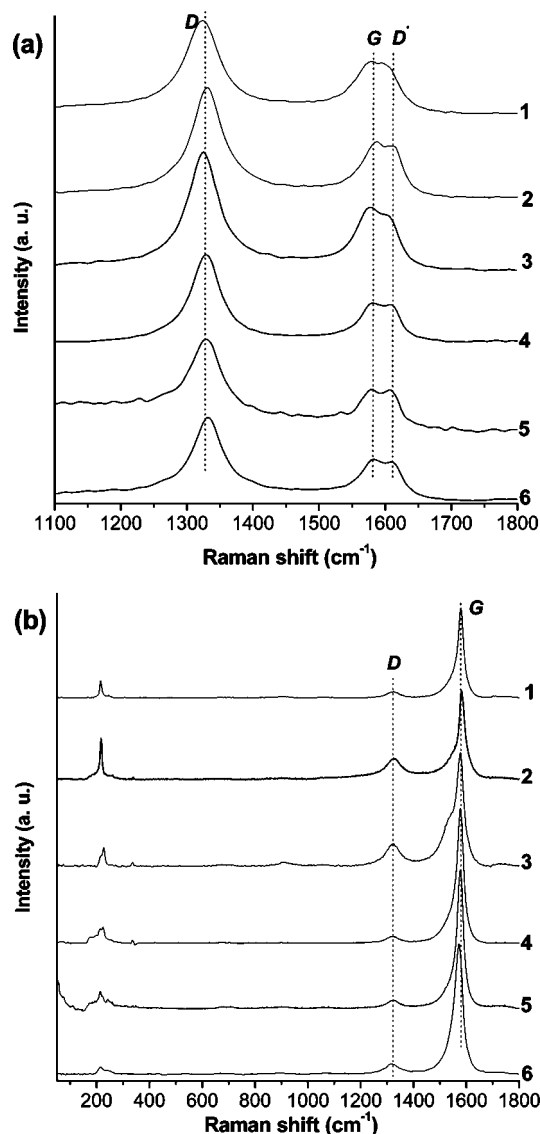 (a)
D
G D'
1
2
3
4
5
6
Intensity (a. u.)
1100 1200 1300 1400 1500 1600 1700 1800
Raman shift (cm-1)
(b)
G
D
1
2
3
4
5
6
Intensity (a. u.)
200 400 600 800 1000 1200 1400 1600 1800
Raman shift (cm-1)